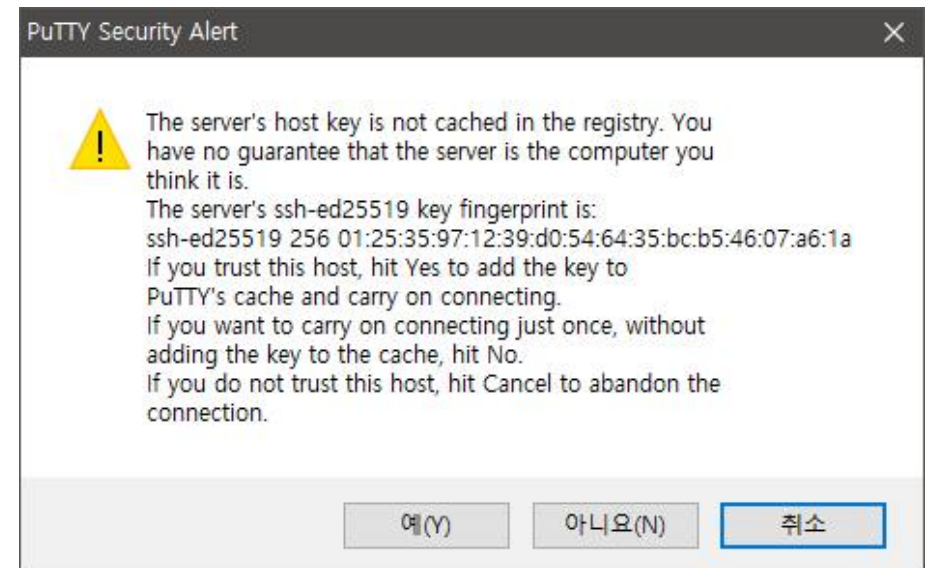 PuTTY Security Alert
The server's host key is not cached in the registry. You
have no guarantee that the server is the computer you
think it is.
The server's ssh-ed25519 key fingerprint is:
ssh-ed25519 256 01:25:35:97:12:39:d0:54:64:35:bc:b5:46:07:a6:1a
If you trust this host, hit Yes to add the key to
PuTTY's cache and carry on connecting.
If you want to carry on connecting just once, without
adding the key to the cache, hit No.
If you do not trust this host, hit Cancel to abandon the
connection.
예(Y) 아니요(N) 취소